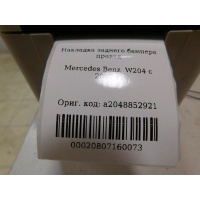 Накладка заднего бампера
Mercedes Benz W204 c
Ориг. код: a2048852921
00020807160073